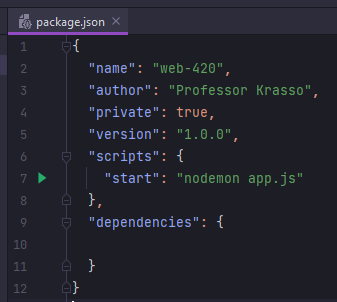 package.json
1 {
2 "name": "web-420",
3 "author": "Professor Krasso",
4 "private": true,
5 "version": "1.0.0",
6 "scripts": {
7 "start": "nodemon app.js"
8 },
9 "dependencies": {
10
11 }
12 }